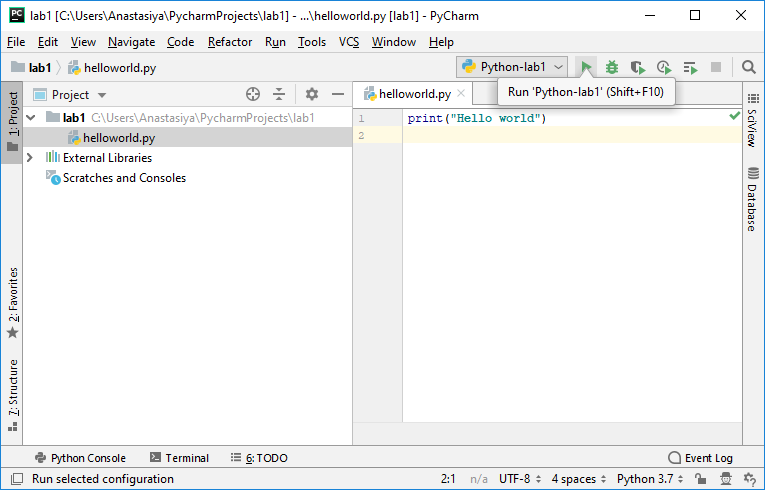 PC lab1 [C:\Users\Anastasiya\PycharmProjects\lab1] - ...\helloworld.py [lab1] - PyCharm
File Edit View Navigate Code Refactor Run Tools VCS Window Help
lab1 helloworld.py Python-lab1
Run 'Python-lab1' (Shift+F10)
Project
helloworld.py
lab1 C:\Users\Anastasiya\PycharmProjects\lab1
helloworld.py
External Libraries
Scratches and Consoles
1 print("Hello world")
2
1: Project
2: Favorites
7: Structure
SciView
Database
Python Console Terminal 6: TODO Event Log
Run selected configuration 2:1 n/a UTF-8 4 spaces Python 3.7